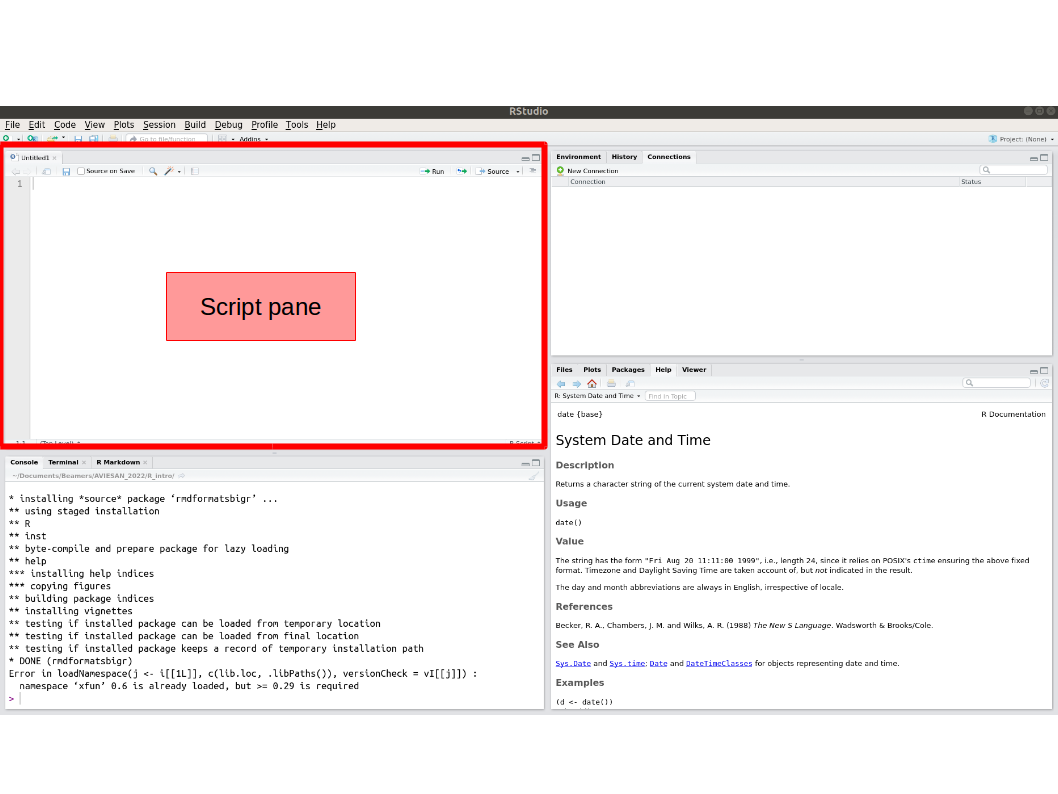 RStudio
File Edit Code View Plots Session Build Debug Profile Tools Help
Go to file/function Addins Project: (None)
Untitled1
Source on Save Run Source
1
Script pane
1:1 (Top Level) R Script
Console Terminal R Markdown
~/Documents/Beamers/AVIESAN_2022/R_intro/
* installing *source* package ‘rmdformatsbigr’ ...
** using staged installation
** R
** inst
** byte-compile and prepare package for lazy loading
** help
*** installing help indices
*** copying figures
** building package indices
** installing vignettes
** testing if installed package can be loaded from temporary location
** testing if installed package can be loaded from final location
** testing if installed package keeps a record of temporary installation path
* DONE (rmdformatsbigr)
Error in loadNamespace(j <- i[[1L]], c(lib.loc, .libPaths()), versionCheck = vI[[j]]) :
namespace ‘xfun’ 0.6 is already loaded, but >= 0.29 is required
>
Environment History Connections
New Connection
Connection Status
Files Plots Packages Help Viewer
R: System Date and Time Find in Topic
date {base} R Documentation
System Date and Time
Description
Returns a character string of the current system date and time.
Usage
date()
Value
The string has the form "Fri Aug 20 11:11:00 1999", i.e., length 24, since it relies on POSIX's ctime ensuring the above fixed
format. Timezone and Daylight Saving Time are taken account of, but not indicated in the result.
The day and month abbreviations are always in English, irrespective of locale.
References
Becker, R. A., Chambers, J. M. and Wilks, A. R. (1988) The New S Language. Wadsworth & Brooks/Cole.
See Also
Sys.Date and Sys.time; Date and DateTimeClasses for objects representing date and time.
Examples
(d <- date())